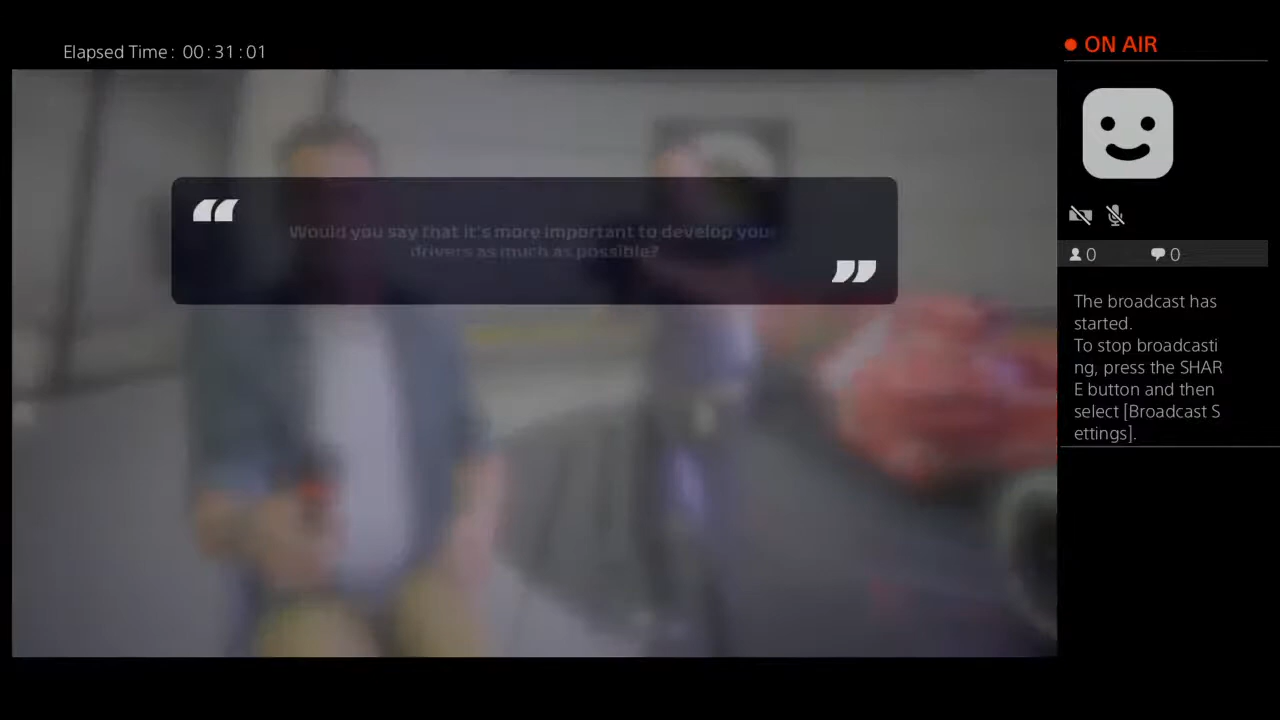 Elapsed Time: 00:31:01
ON AIR
“
Would you say that it's more important to develop your
drivers as much as possible?
”
0 0
The broadcast has
started.
To stop broadcasti
ng, press the SHAR
E button and then
select [Broadcast S
ettings].